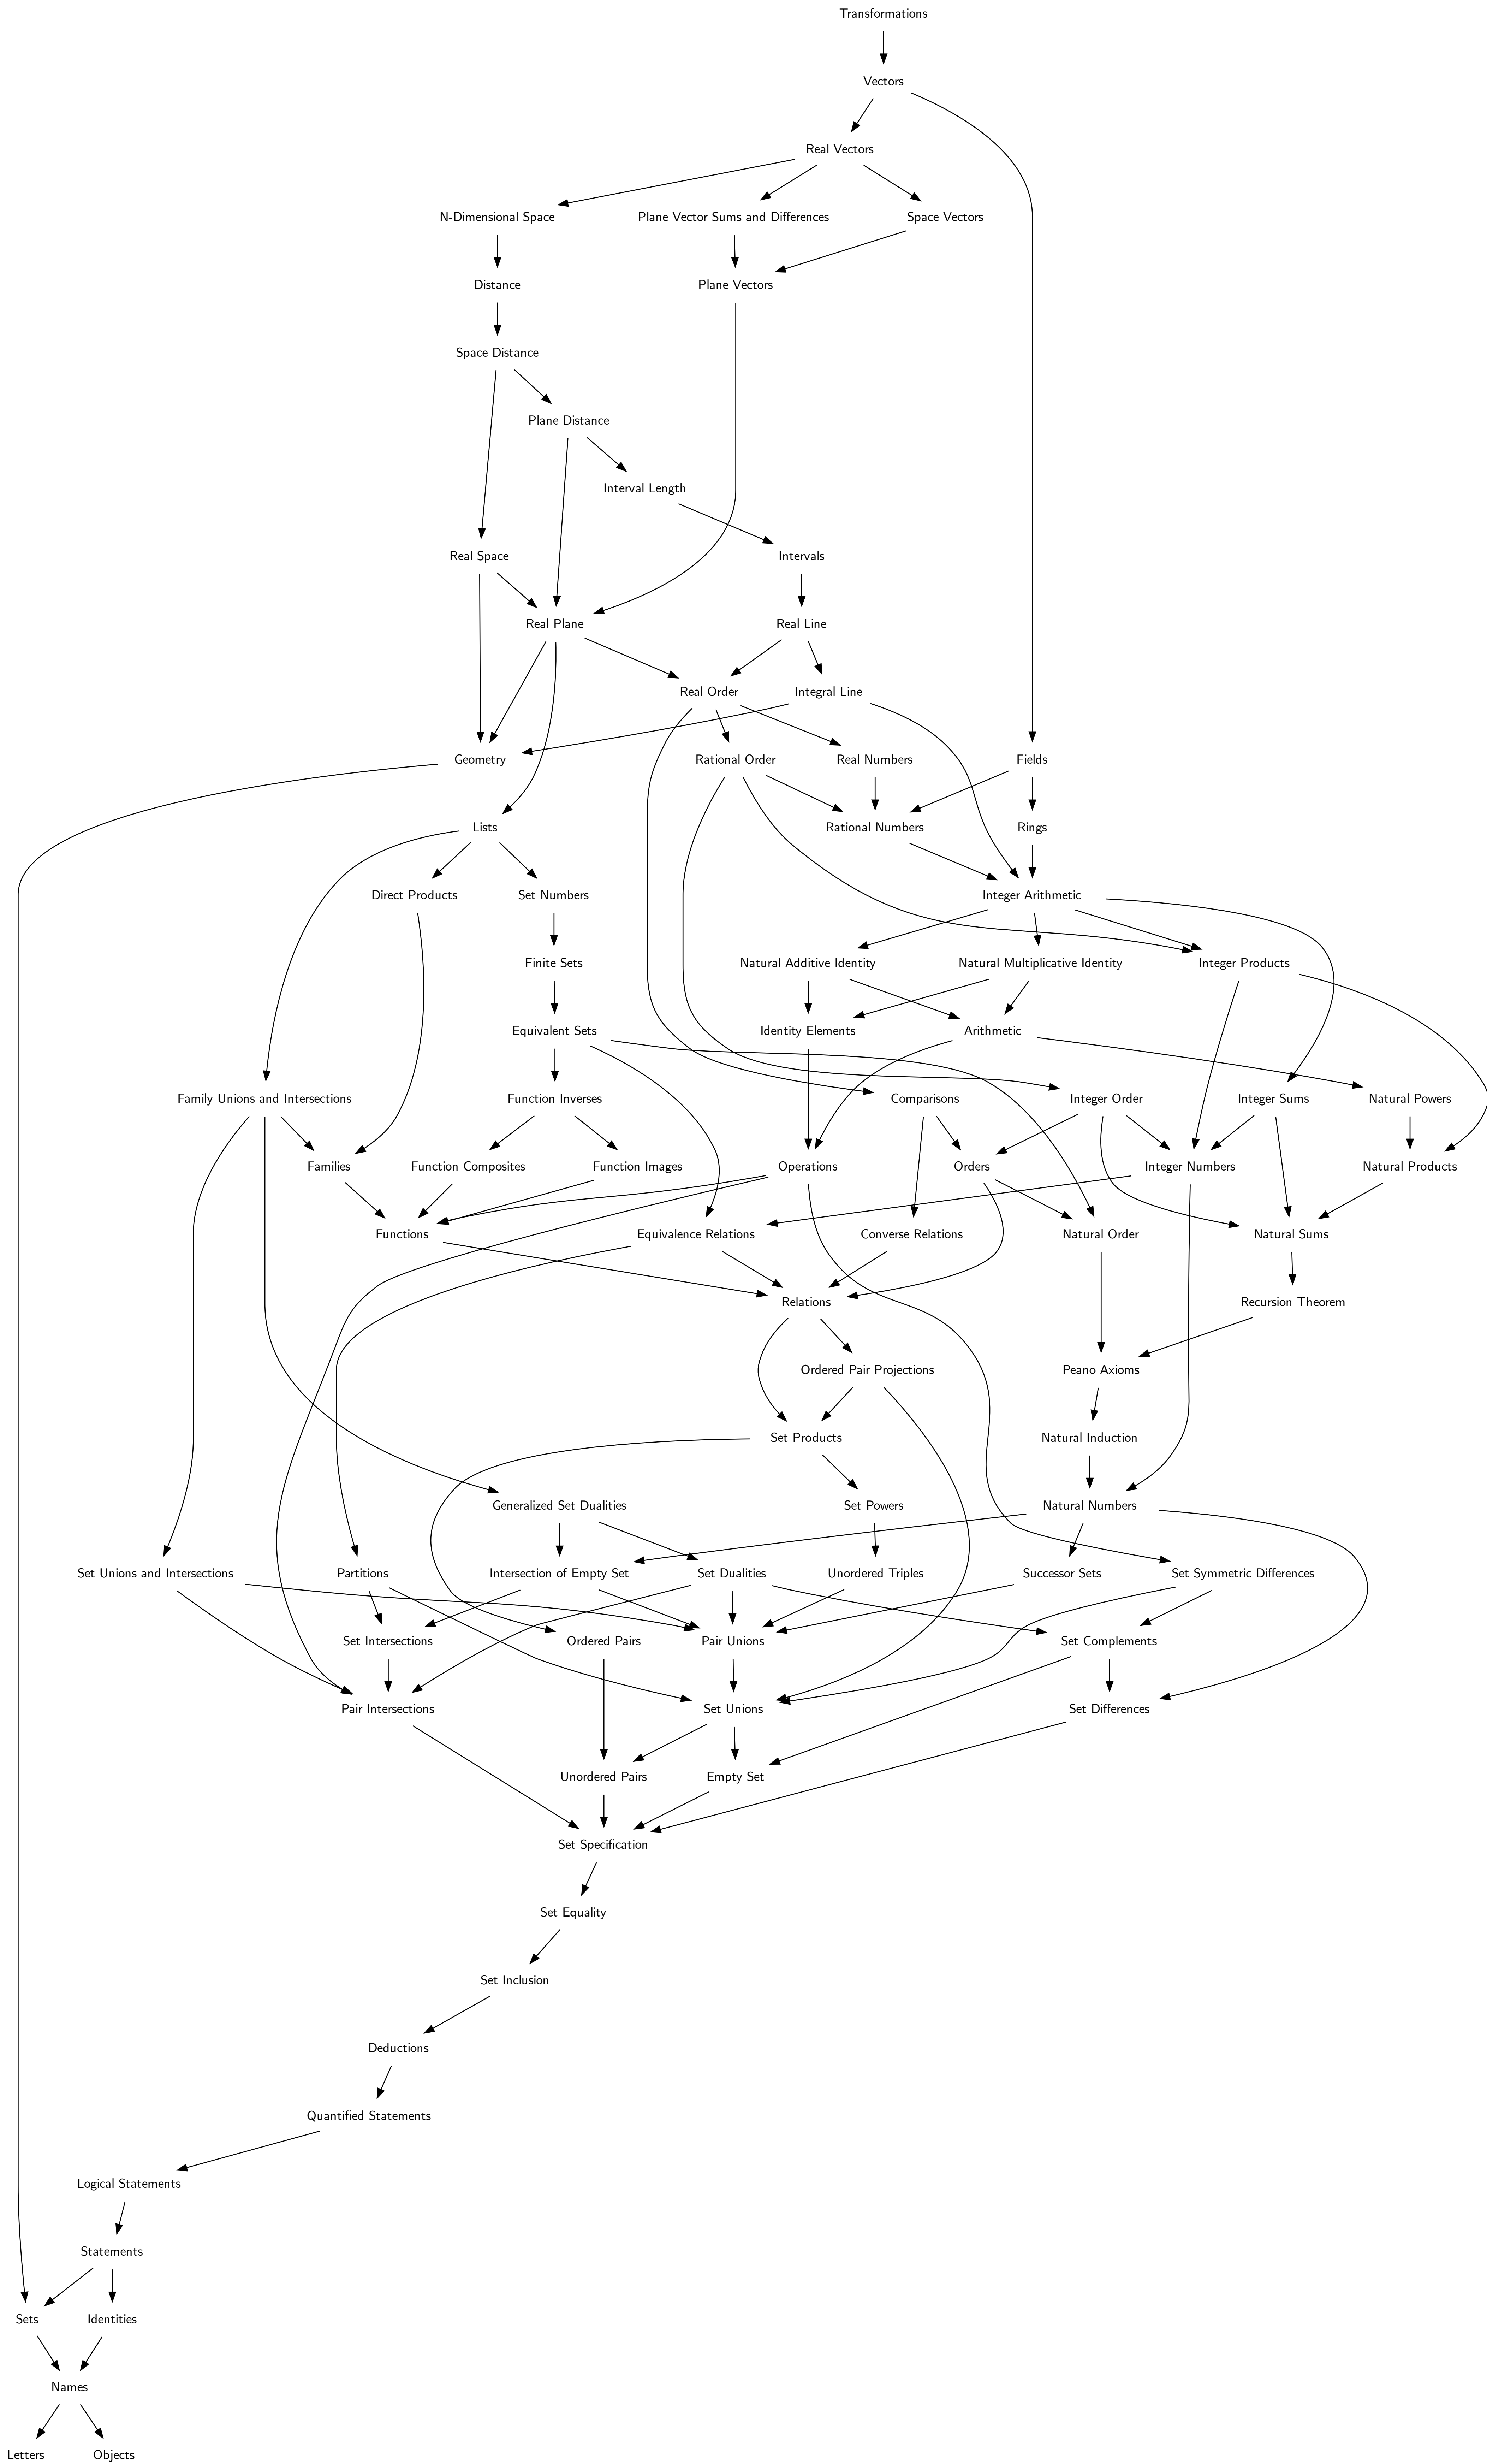 Transformations
Vectors
Real Vectors
N-Dimensional Space
Plane Vector Sums and Differences
Space Vectors
Distance
Plane Vectors
Space Distance
Plane Distance
Interval Length
Real Space
Intervals
Real Plane
Real Line
Real Order
Integral Line
Geometry
Rational Order
Real Numbers
Fields
Lists
Rational Numbers
Rings
Direct Products
Set Numbers
Integer Arithmetic
Finite Sets
Natural Additive Identity
Natural Multiplicative Identity
Integer Products
Equivalent Sets
Identity Elements
Arithmetic
Family Unions and Intersections
Function Inverses
Comparisons
Integer Order
Integer Sums
Natural Powers
Families
Function Composites
Function Images
Operations
Orders
Integer Numbers
Natural Products
Functions
Equivalence Relations
Converse Relations
Natural Order
Natural Sums
Relations
Recursion Theorem
Ordered Pair Projections
Peano Axioms
Set Products
Natural Induction
Generalized Set Dualities
Set Powers
Natural Numbers
Set Unions and Intersections
Partitions
Intersection of Empty Set
Set Dualities
Unordered Triples
Successor Sets
Set Symmetric Differences
Set Intersections
Ordered Pairs
Pair Unions
Set Complements
Pair Intersections
Set Unions
Set Differences
Unordered Pairs
Empty Set
Set Specification
Set Equality
Set Inclusion
Deductions
Quantified Statements
Logical Statements
Statements
Sets
Identities
Names
Letters
Objects